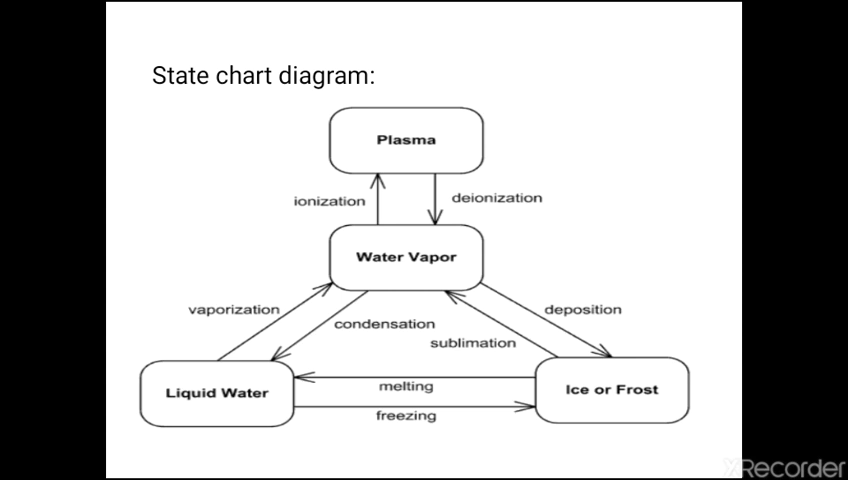 State chart diagram:
Plasma
ionization
deionization
Water Vapor
vaporization
deposition
condensation
sublimation
Liquid Water
melting
Ice or Frost
freezing
XRecorder